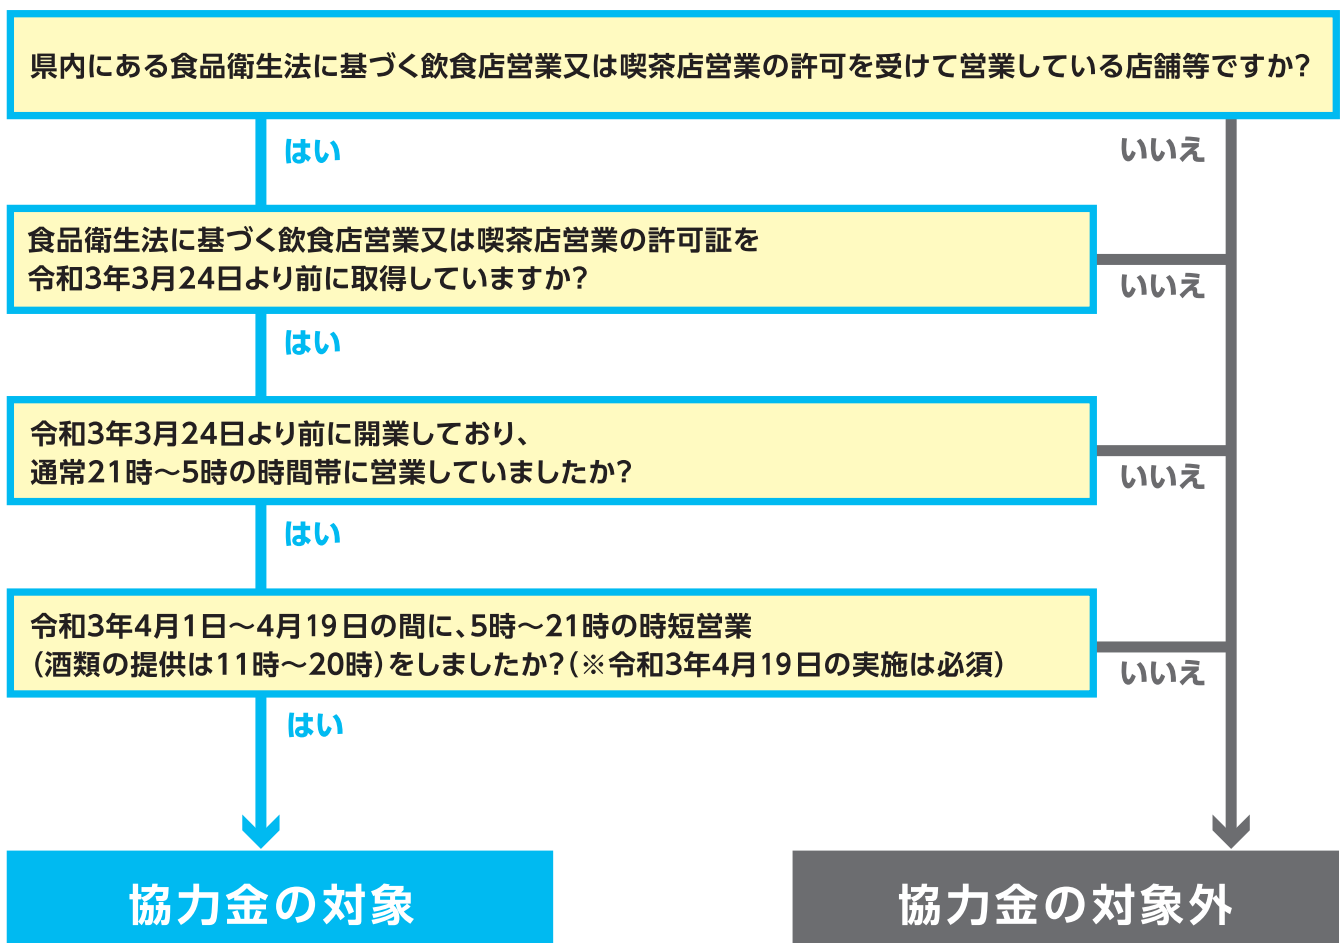 県内にある食品衛生法に基づく飲食店営業又は喫茶店営業の許可を受けて営業している店舗等ですか?
はい
いいえ
食品衛生法に基づく飲食店営業又は喫茶店営業の許可証を
令和3年3月24日より前に取得していますか?
いいえ
はい
令和3年3月24日より前に開業しており、
通常21時～5時の時間帯に営業していましたか?
いいえ
はい
令和3年4月1日～4月19日の間に、5時～21時の時短営業
(酒類の提供は11時～20時)をしましたか?(※令和3年4月19日の実施は必須)
いいえ
はい
協力金の対象
協力金の対象外